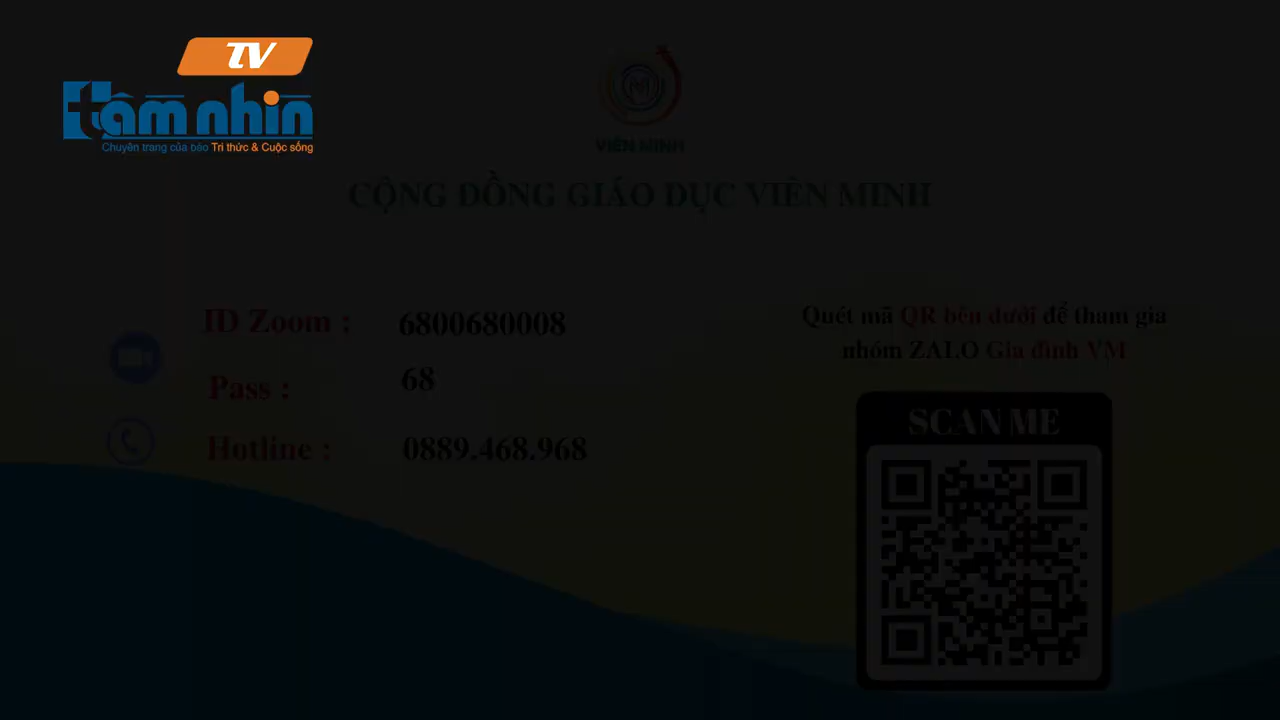 TV
tâm nhìn
Chuyên trang của báo Tri thức & Cuộc sống
VIÊN MINH
CỘNG ĐỒNG GIÁO DỤC VIÊN MINH
ID Zoom : 6800680008
Pass : 68
Hotline : 0889.468.968
Quét mã QR bên dưới để tham gia
nhóm ZALO Gia đình VM
SCAN ME